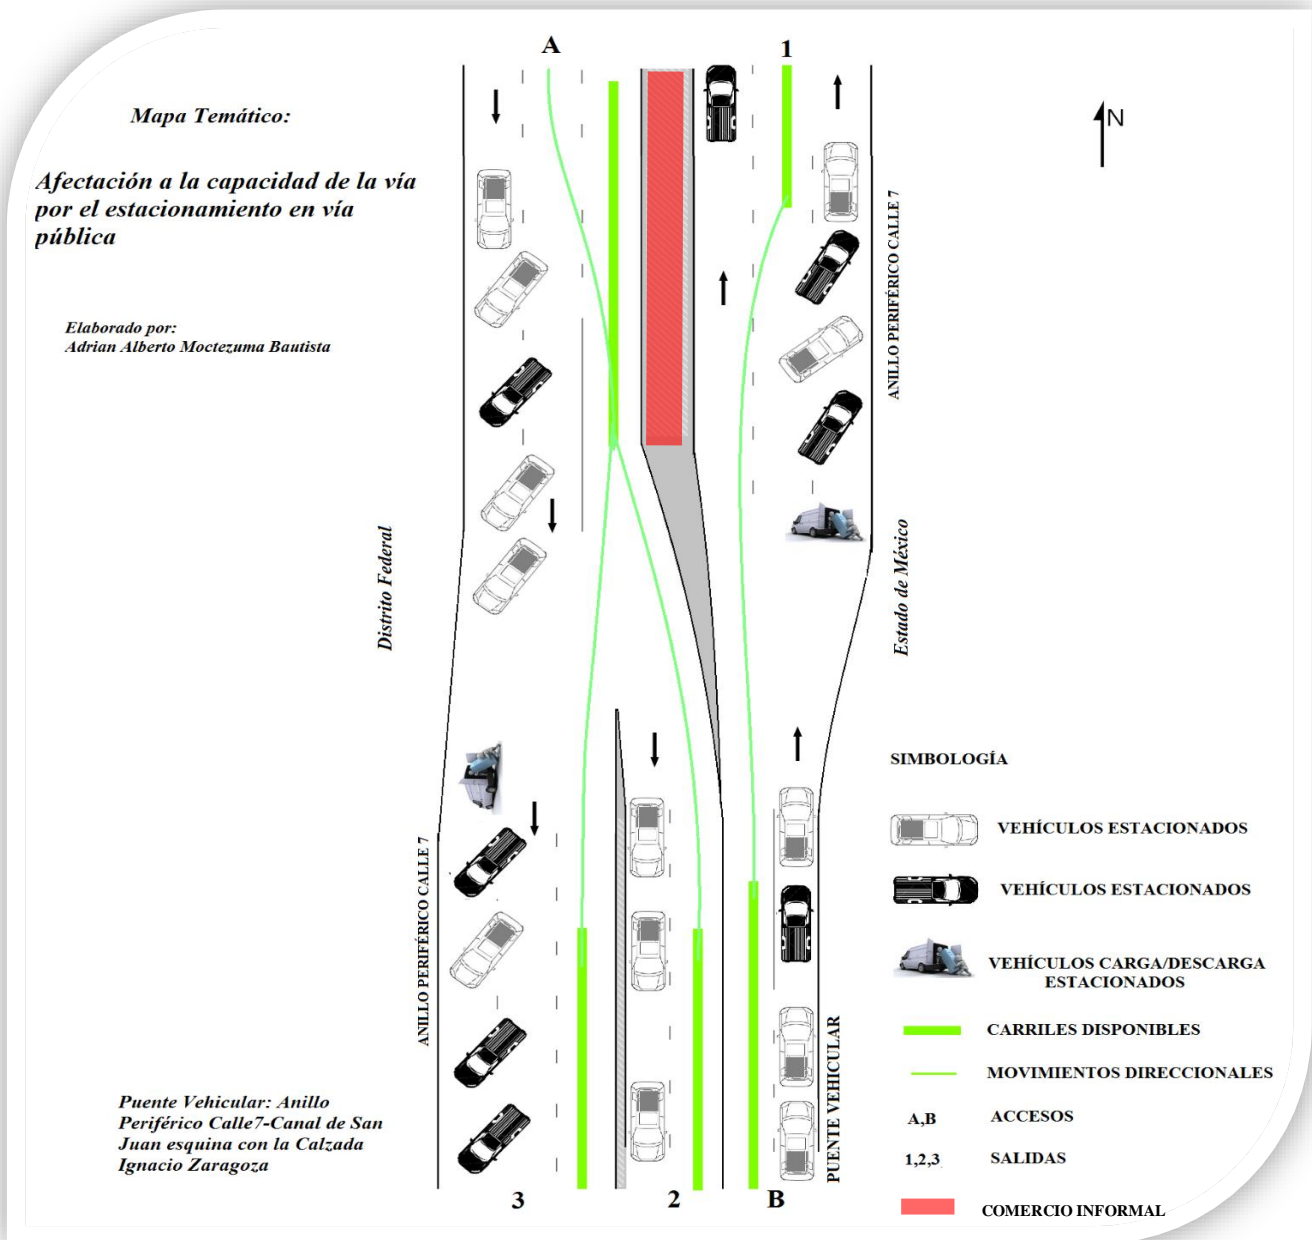 A
1
Mapa Temático:
N
Afectación a la capacidad de la vía
por el estacionamiento en vía
pública
ANILLO PERIFÉRICO CALLE 7
Elaborado por:
Adrian Alberto Moctezuma Bautista
Distrito Federal
Estado de México
SIMBOLOGÍA
VEHÍCULOS ESTACIONADOS
VEHÍCULOS ESTACIONADOS
VEHÍCULOS CARGA/DESCARGA
ESTACIONADOS
CARRILES DISPONIBLES
MOVIMIENTOS DIRECCIONALES
A,B ACCESOS
1,2,3 SALIDAS
COMERCIO INFORMAL
ANILLO PERIFÉRICO CALLE 7
PUENTE VEHICULAR
Puente Vehicular: Anillo
Periférico Calle7-Canal de San
Juan esquina con la Calzada
Ignacio Zaragoza
3
2
B